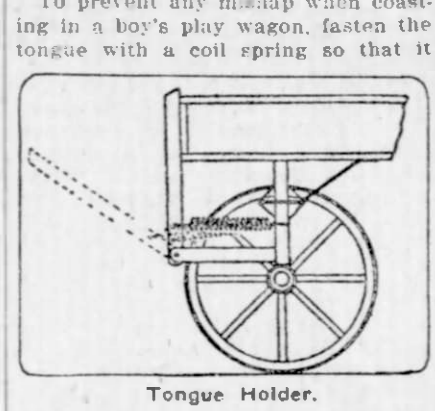 To prevent any mishap when coast-
ing in a boy's play wagon, fasten the
tongue with a coil spring so that it
Tongue Holder.